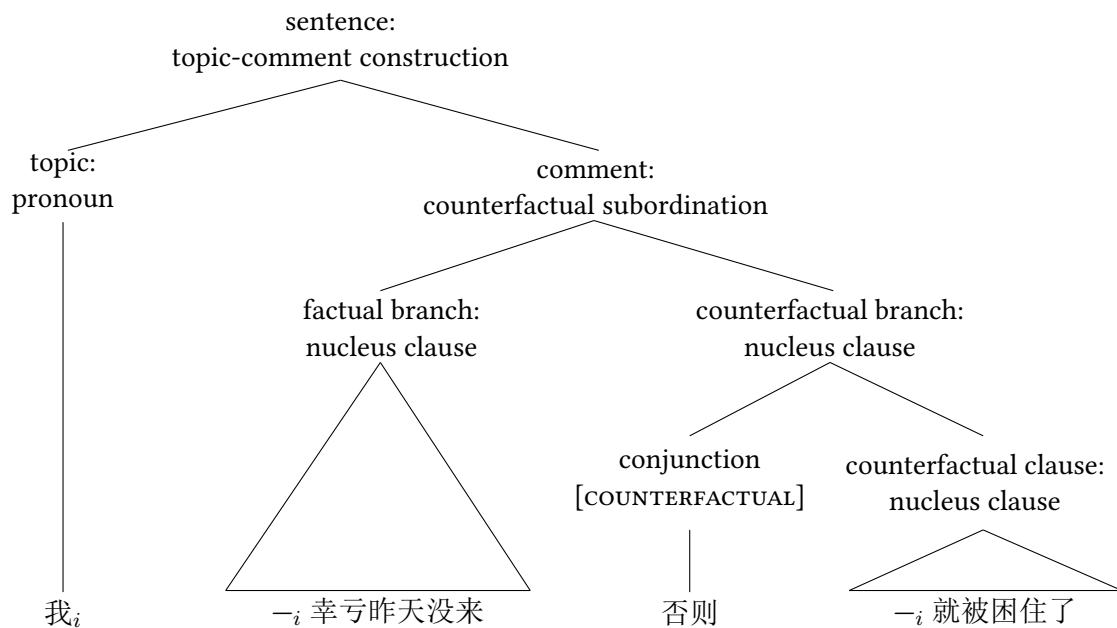 sentence:
topic-comment construction
topic:
pronoun
comment:
counterfactual subordination
factual branch:
nucleus clause
counterfactual branch:
nucleus clause
conjunction
[COUNTERFACTUAL]
counterfactual clause:
nucleus clause
我i
–i 幸亏昨天没来
否则
–i 就被困住了